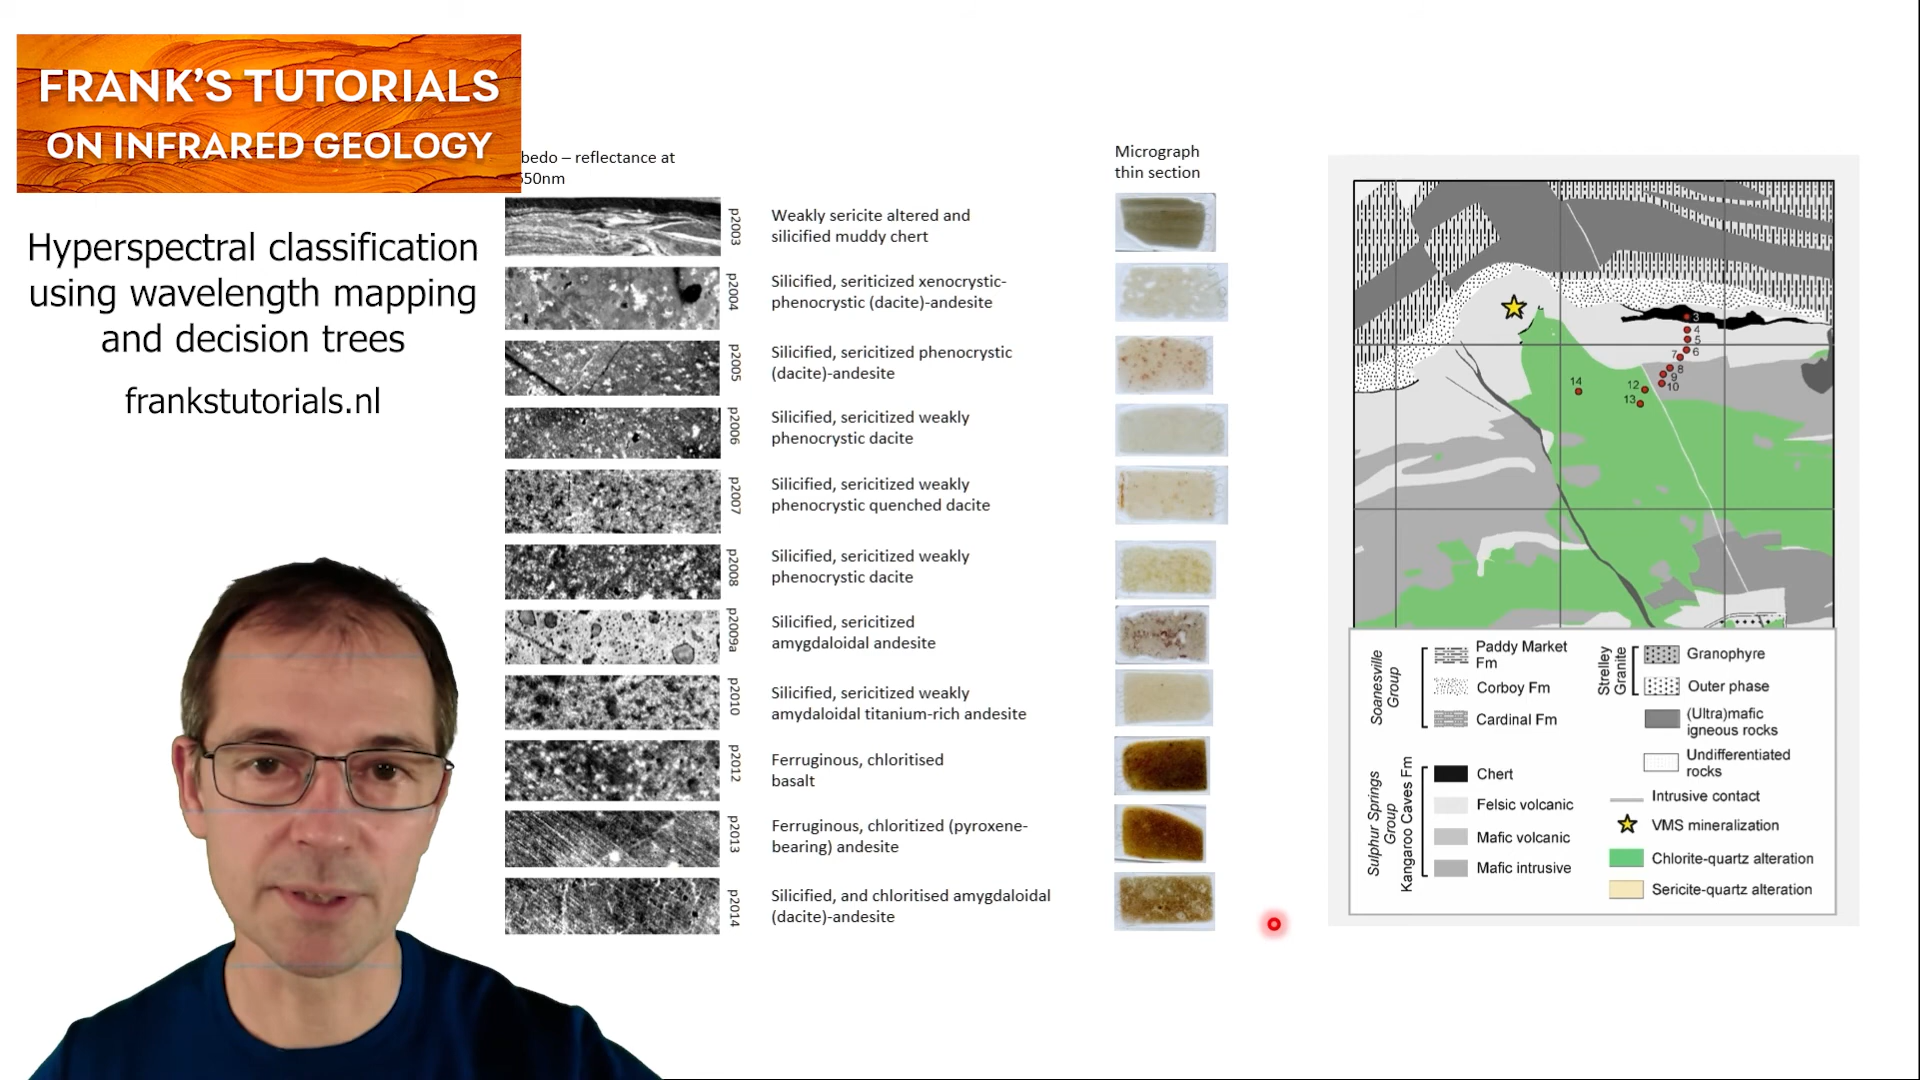 FRANK'S TUTORIALS
ON INFRARED GEOLOGY
Hyperspectral classification
using wavelength mapping
and decision trees
frankstutorials.nl
bedo – reflectance at
650nm
Micrograph
thin section
p2003
Weakly sericite altered and
silicified muddy chert
p2004
Silicified, seriticized xenocrystic-
phenocrystic (dacite)-andesite
p2005
Silicified, sericitized phenocrystic
(dacite)-andesite
p2006
Silicified, sericitized weakly
phenocrystic dacite
p2007
Silicified, sericitized weakly
phenocrystic quenched dacite
p2008
Silicified, sericitized weakly
phenocrystic dacite
p2009a
Silicified, sericitized
amygdaloidal andesite
p2010
Silicified, sericitized weakly
amydaloidal titanium-rich andesite
p2012
Ferruginous, chloritised
basalt
p2013
Ferruginous, chloritized (pyroxene-
bearing) andesite
p2014
Silicified, and chloritised amygdaloidal
(dacite)-andesite
3
4
5
6
7
8
9
10
12
13
14
Soanesville
Group
Paddy Market
Fm
Corboy Fm
Cardinal Fm
Sulphur Springs
Group
Kangaroo Caves Fm
Chert
Felsic volcanic
Mafic volcanic
Mafic intrusive
Strelley
Granite
Granophyre
Outer phase
(Ultra)mafic
igneous rocks
Undifferentiated
rocks
Intrusive contact
VMS mineralization
Chlorite-quartz alteration
Sericite-quartz alteration